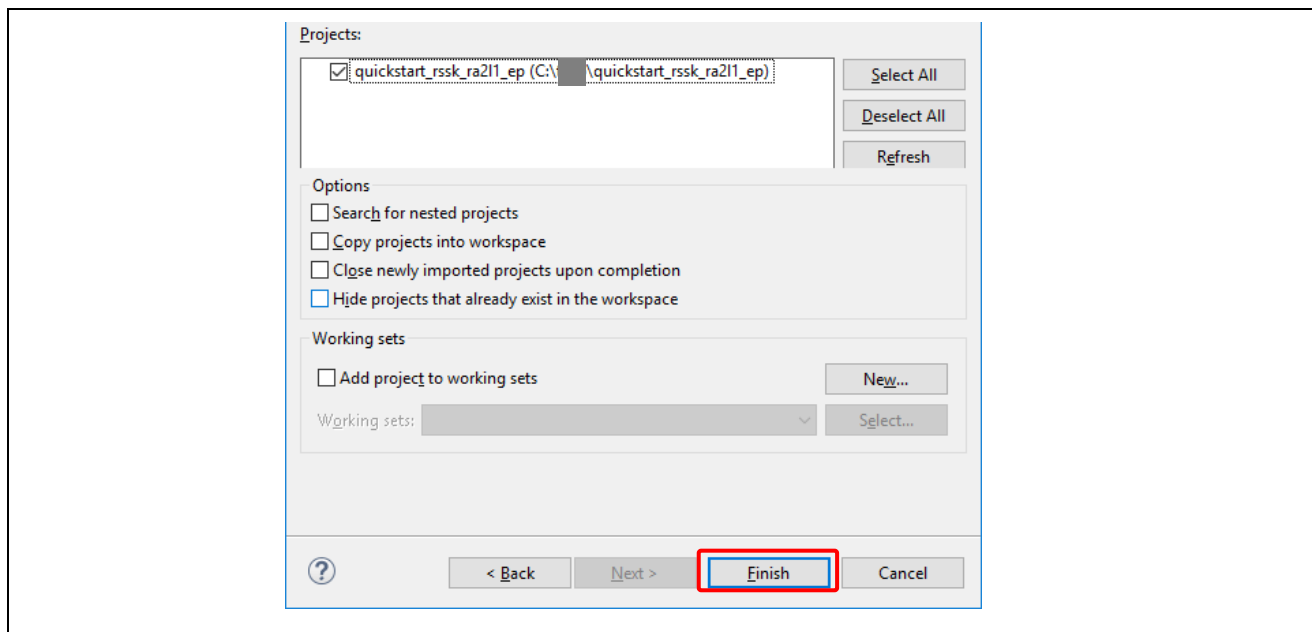 Projects:
quickstart_rssk_ra2l1_ep (C:\ \quickstart_rssk_ra2l1_ep)
Select All
Deselect All
Refresh
Options
Search for nested projects
Copy projects into workspace
Close newly imported projects upon completion
Hide projects that already exist in the workspace
Working sets
Add project to working sets
New...
Working sets:
Select...
?
< Back
Next >
Finish
Cancel